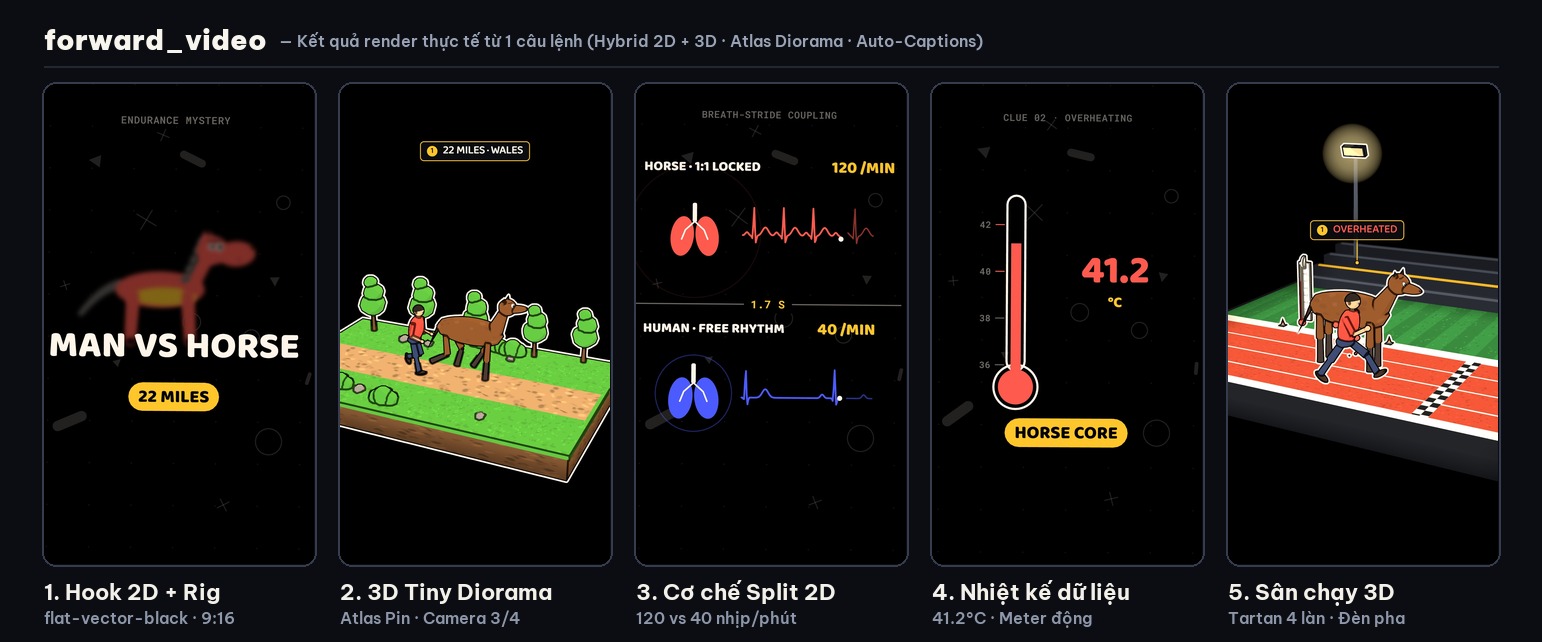 forward_video — Kết quả render thực tế từ 1 câu lệnh (Hybrid 2D + 3D · Atlas Diorama · Auto-Captions)
ENDURANCE MYSTERY
MAN VS HORSE
22 MILES
1. Hook 2D + Rig
flat-vector-black · 9:16
1 22 MILES · WALES
2. 3D Tiny Diorama
Atlas Pin · Camera 3/4
BREATH-STRIDE COUPLING
HORSE · 1:1 LOCKED 120 /MIN
1.7 S
HUMAN · FREE RHYTHM 40 /MIN
3. Cơ chế Split 2D
120 vs 40 nhịp/phút
CLUE 02 · OVERHEATING
42
40
38
36
41.2
°C
HORSE CORE
4. Nhiệt kế dữ liệu
41.2°C · Meter động
1 OVERHEATED
5. Sân chạy 3D
Tartan 4 làn · Đèn pha